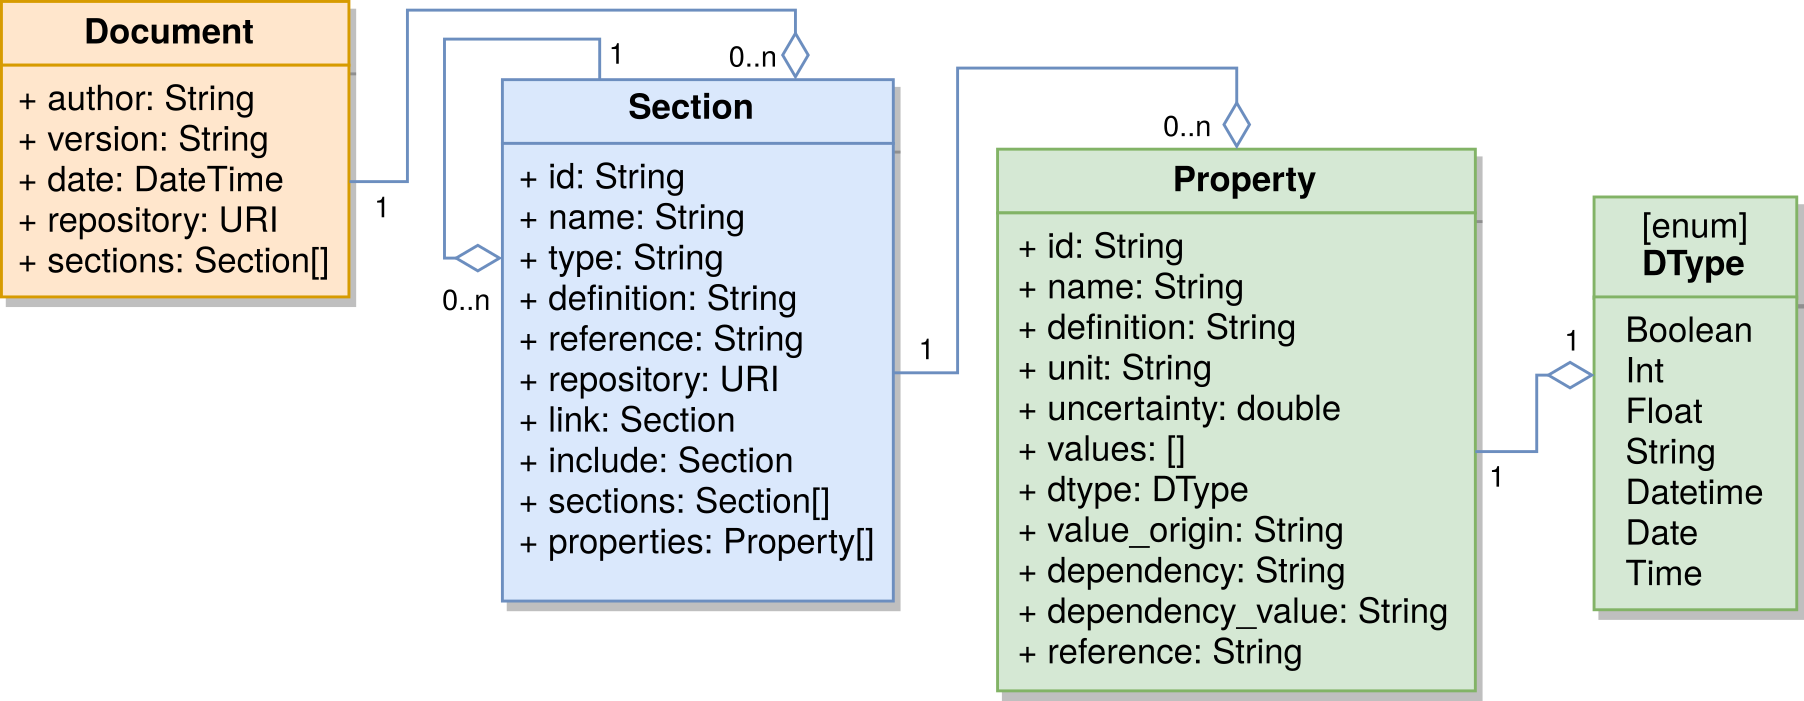 Document
+ author: String
+ version: String
+ date: DateTime
+ repository: URI
+ sections: Section[]
1
1
0..n
0..n
Section
+ id: String
+ name: String
+ type: String
+ definition: String
+ reference: String
+ repository: URI
+ link: Section
+ include: Section
+ sections: Section[]
+ properties: Property[]
1
0..n
Property
+ id: String
+ name: String
+ definition: String
+ unit: String
+ uncertainty: double
+ values: []
+ dtype: DType
+ value_origin: String
+ dependency: String
+ dependency_value: String
+ reference: String
1
1
[enum]
DType
Boolean
Int
Float
String
Datetime
Date
Time